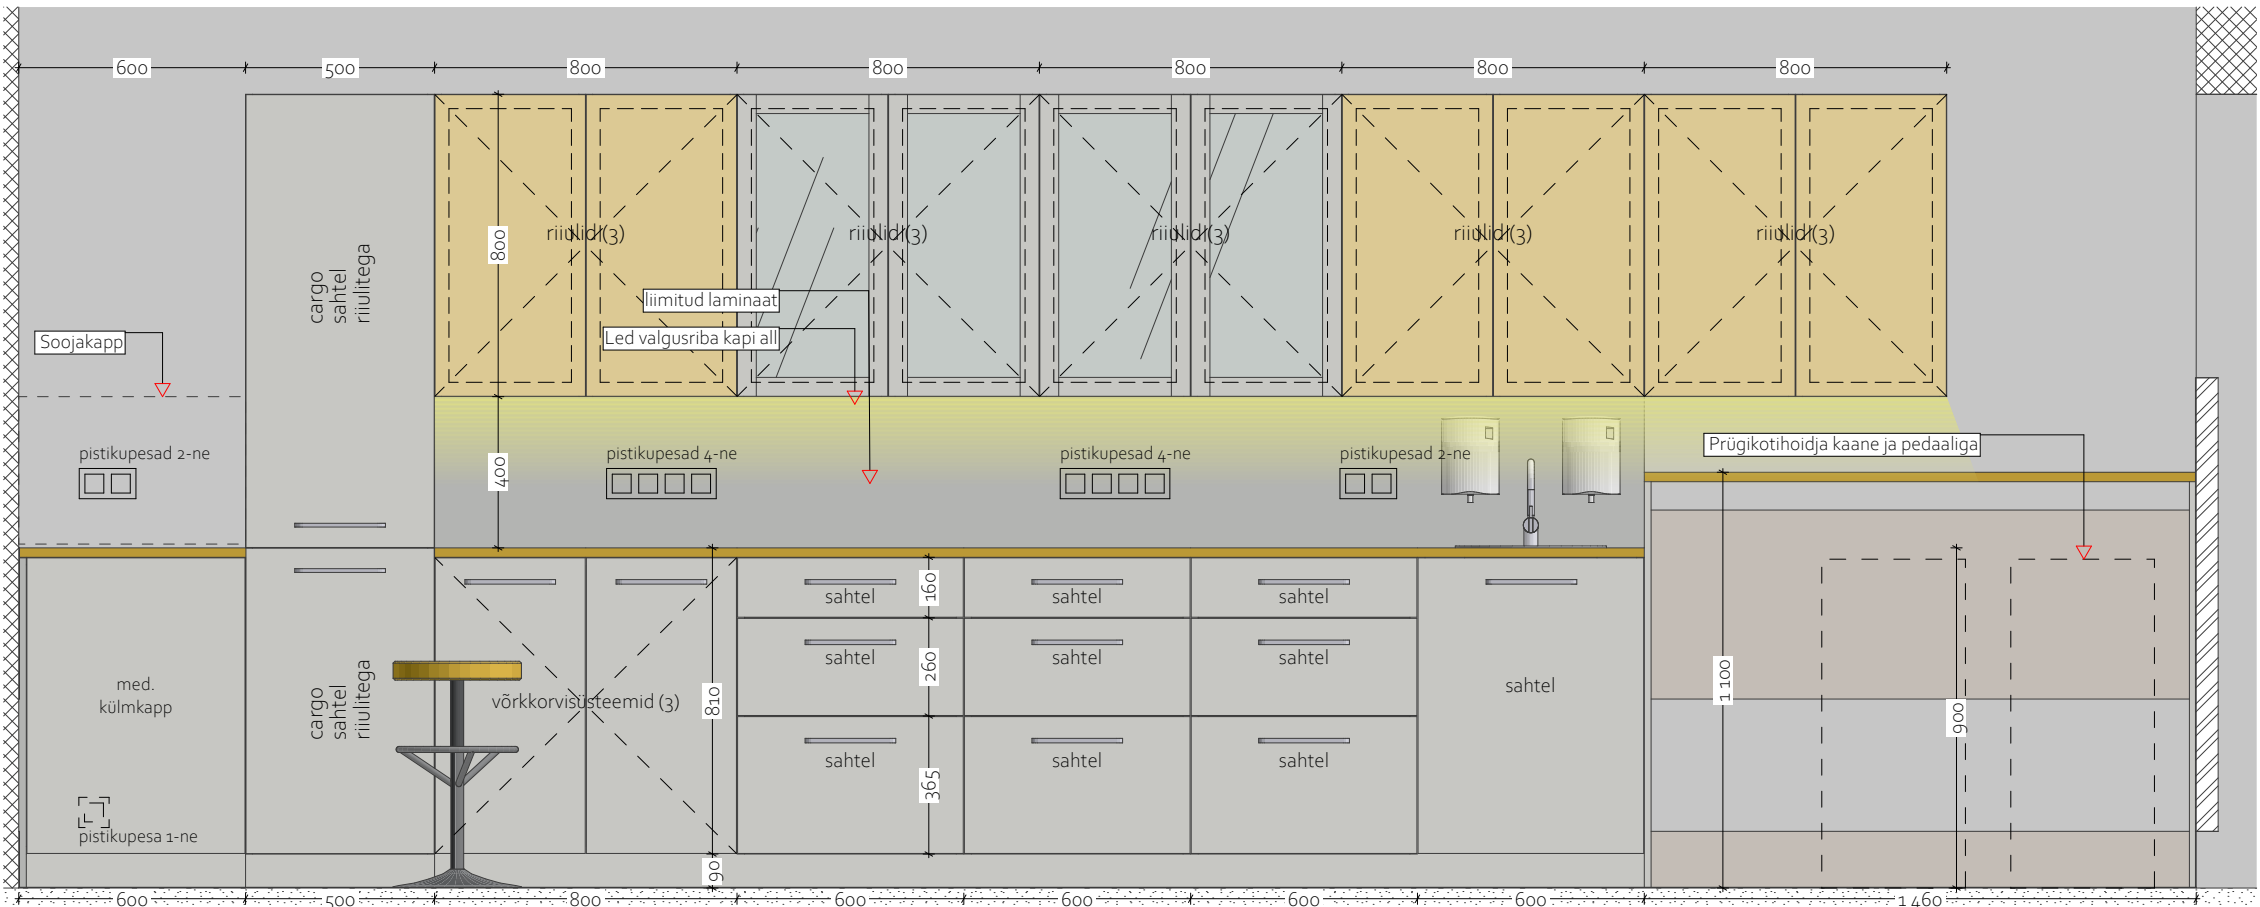 600
500
800
800
800
800
800
riiulid (3)
riiulid (3)
riiulid (3)
riiulid (3)
riiulid (3)
800
cargo
sahtel
riiulitega
liimitud laminaat
Led valgusriba kapi all
Soojakapp
pistikupesad 2-ne
pistikupesad 4-ne
pistikupesad 4-ne
pistikupesad 2-ne
Prügikotihoidja kaane ja pedaaliga
400
sahtel
sahtel
sahtel
160
sahtel
sahtel
sahtel
260
sahtel
sahtel
sahtel
365
sahtel
med.
külmkapp
cargo
sahtel
riiulitega
võrkkorvisüsteemid (3)
810
90
1 100
900
pistikupesa 1-ne
600
500
800
600
600
600
600
1 460